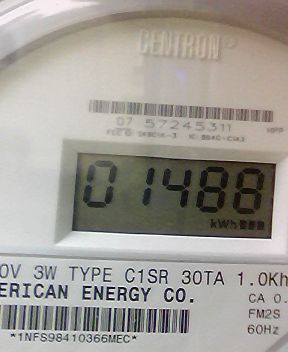 CENTRON®
07 57245311
HPP
01488
kWh
0V 3W TYPE C1SR 30TA 1.0Kh
ERICAN ENERGY CO.
CA 0.
FM2S
60Hz
*1NFS98410366MEC*